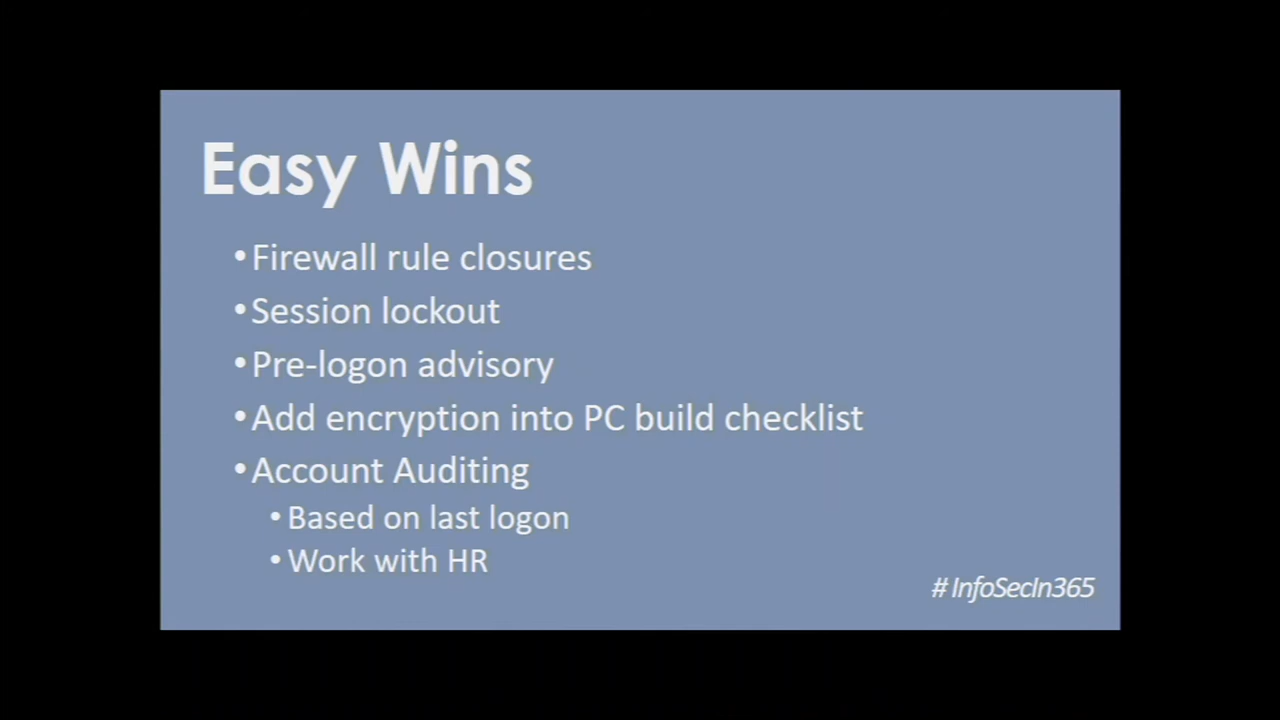 Easy Wins
•Firewall rule closures
•Session lockout
•Pre-logon advisory
•Add encryption into PC build checklist
•Account Auditing
•Based on last logon
•Work with HR
#InfoSecIn365